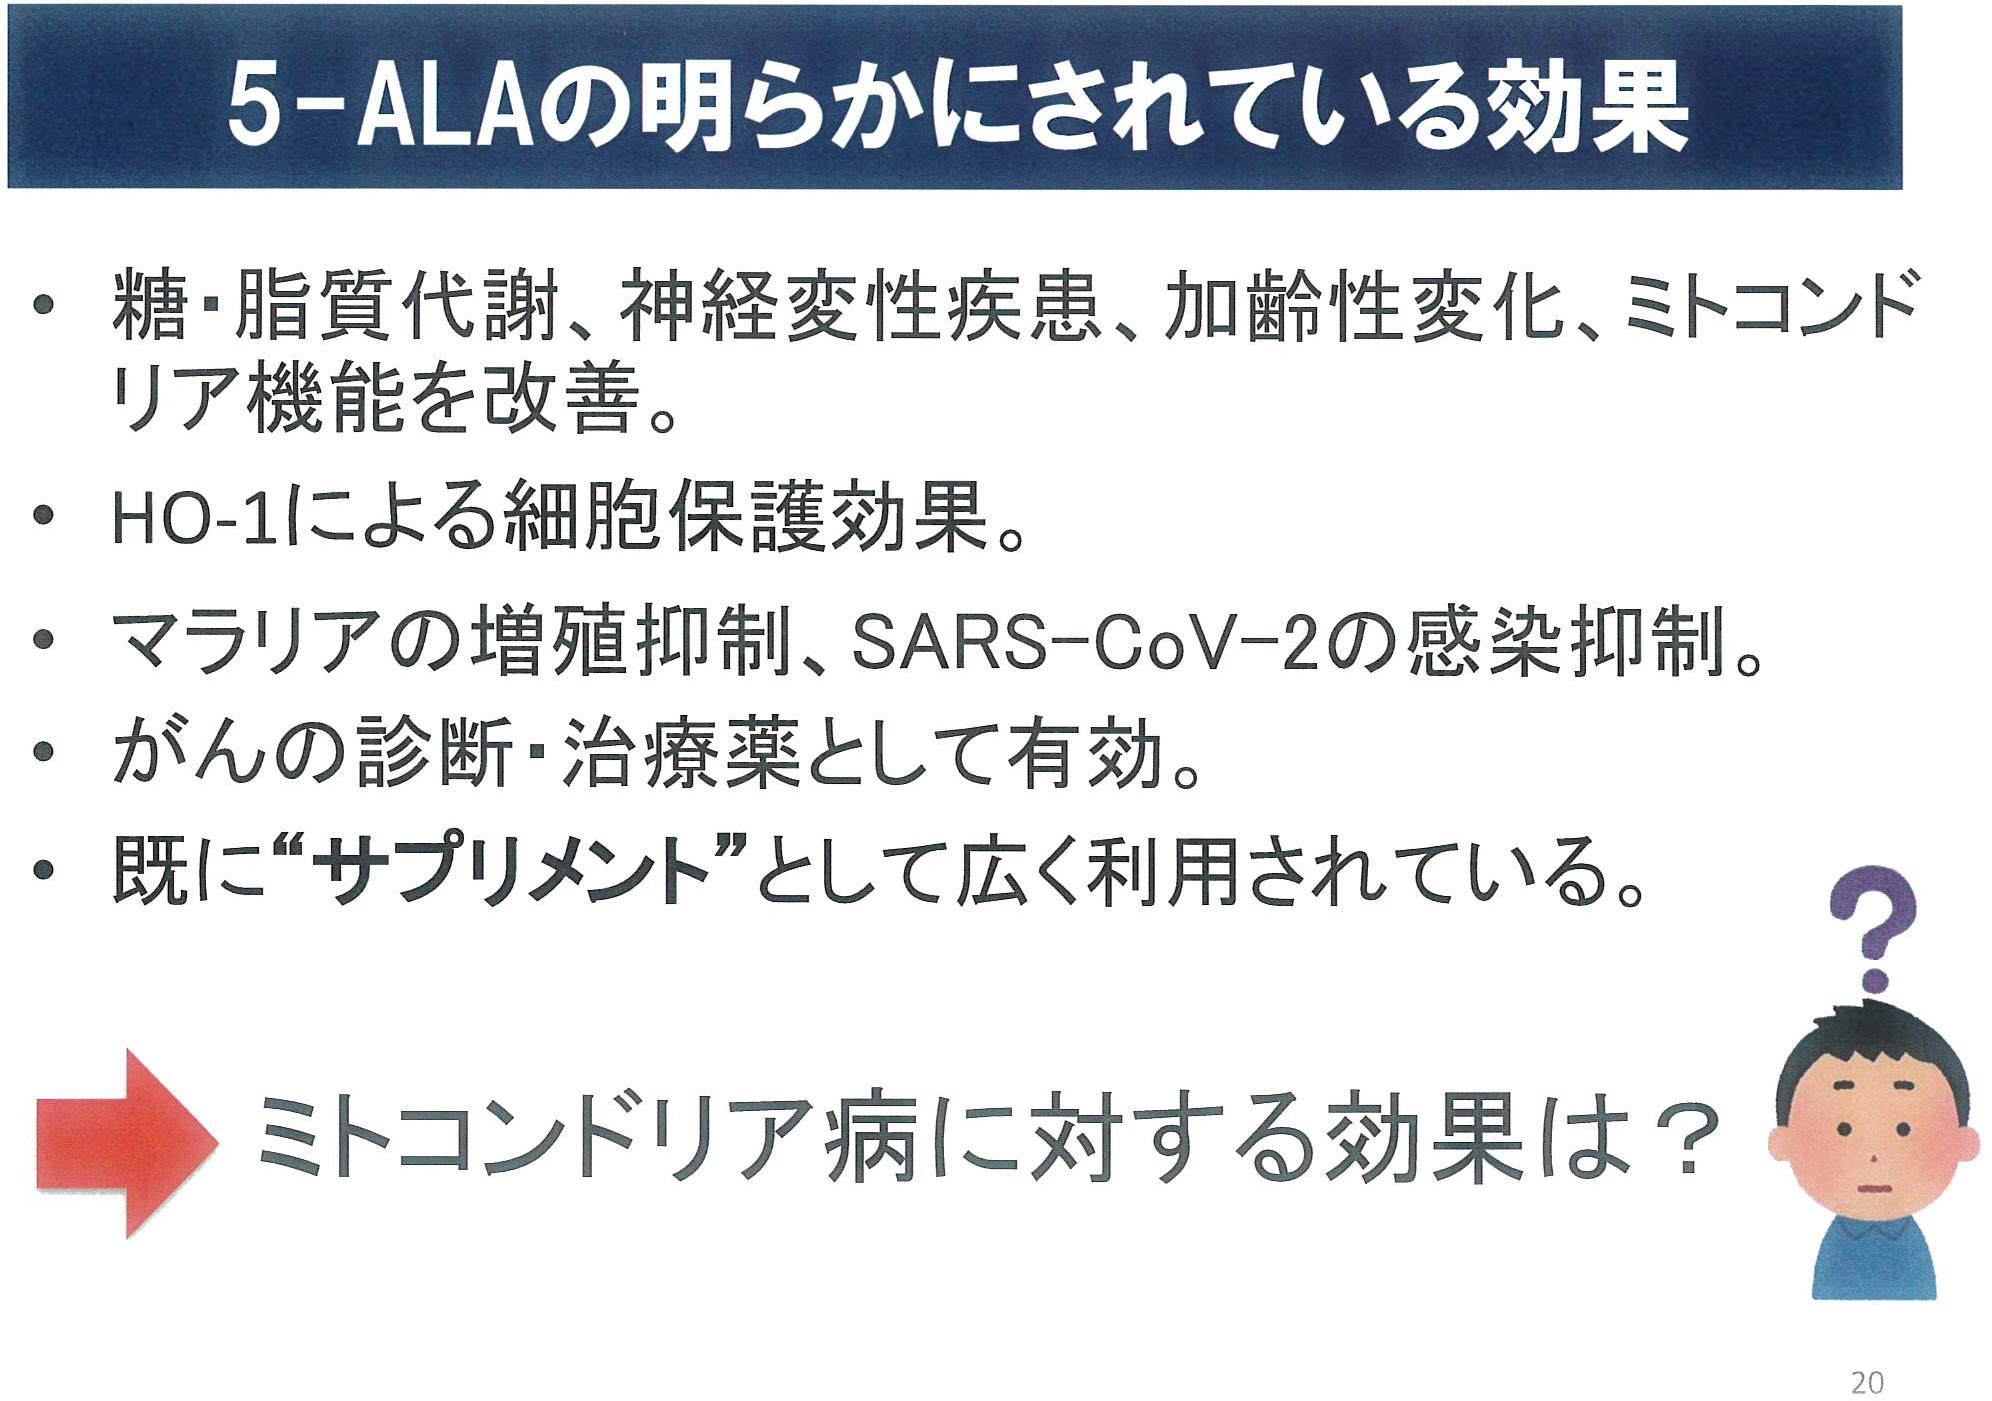 5-ALAの明らかにされている効果
• 糖・脂質代謝、神経変性疾患、加齢性変化、ミトコンド
リア機能を改善。
• HO-1による細胞保護効果。
• マラリアの増殖抑制、SARS-CoV-2の感染抑制。
• がんの診断・治療薬として有効。
• 既に“サプリメント”として広く利用されている。
?
ミトコンドリア病に対する効果は？
20